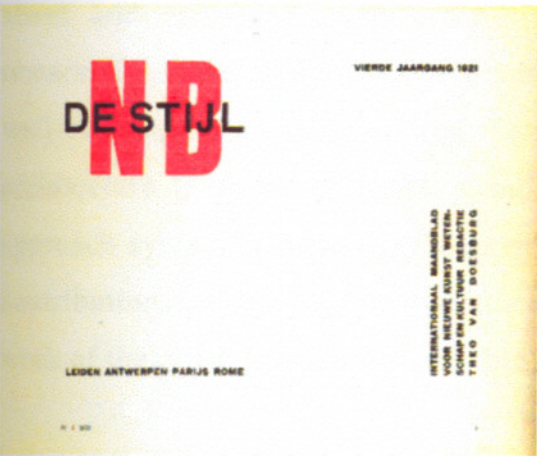 VIERDE JAARGANG 1921
NB
DE STIJL
INTERNATIONAAL MAANDBLAD
VOOR NIEUWE KUNST WETEN-
SCHAP EN KULTUUR REDACTIE
THEO VAN DOESBURG
LEIDEN ANTWERPEN PARIJS ROME